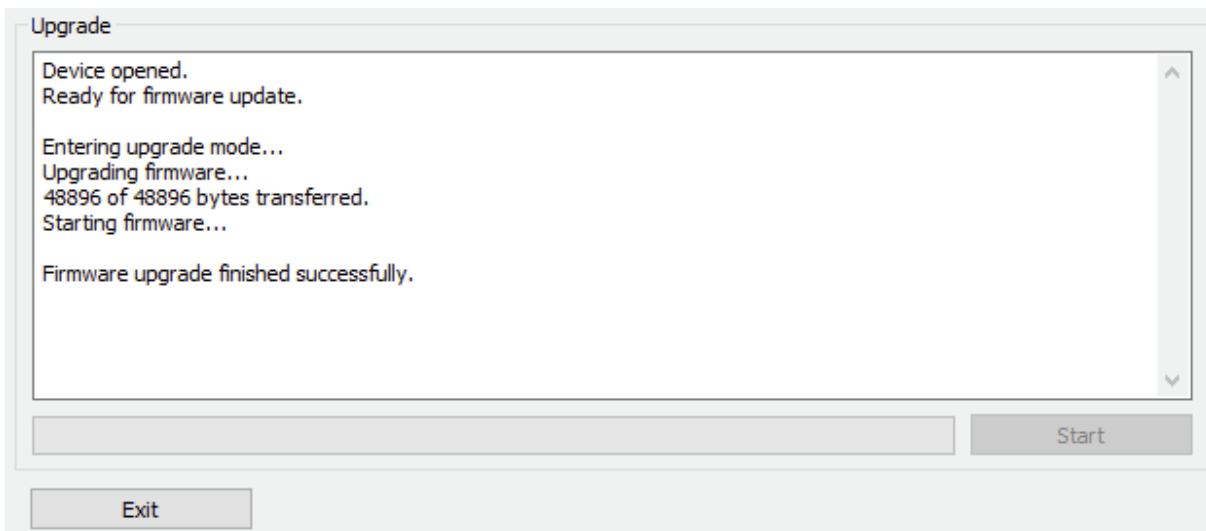 Upgrade
Device opened.
Ready for firmware update.
Entering upgrade mode...
Upgrading firmware...
48896 of 48896 bytes transferred.
Starting firmware...
Firmware upgrade finished successfully.
Start
Exit